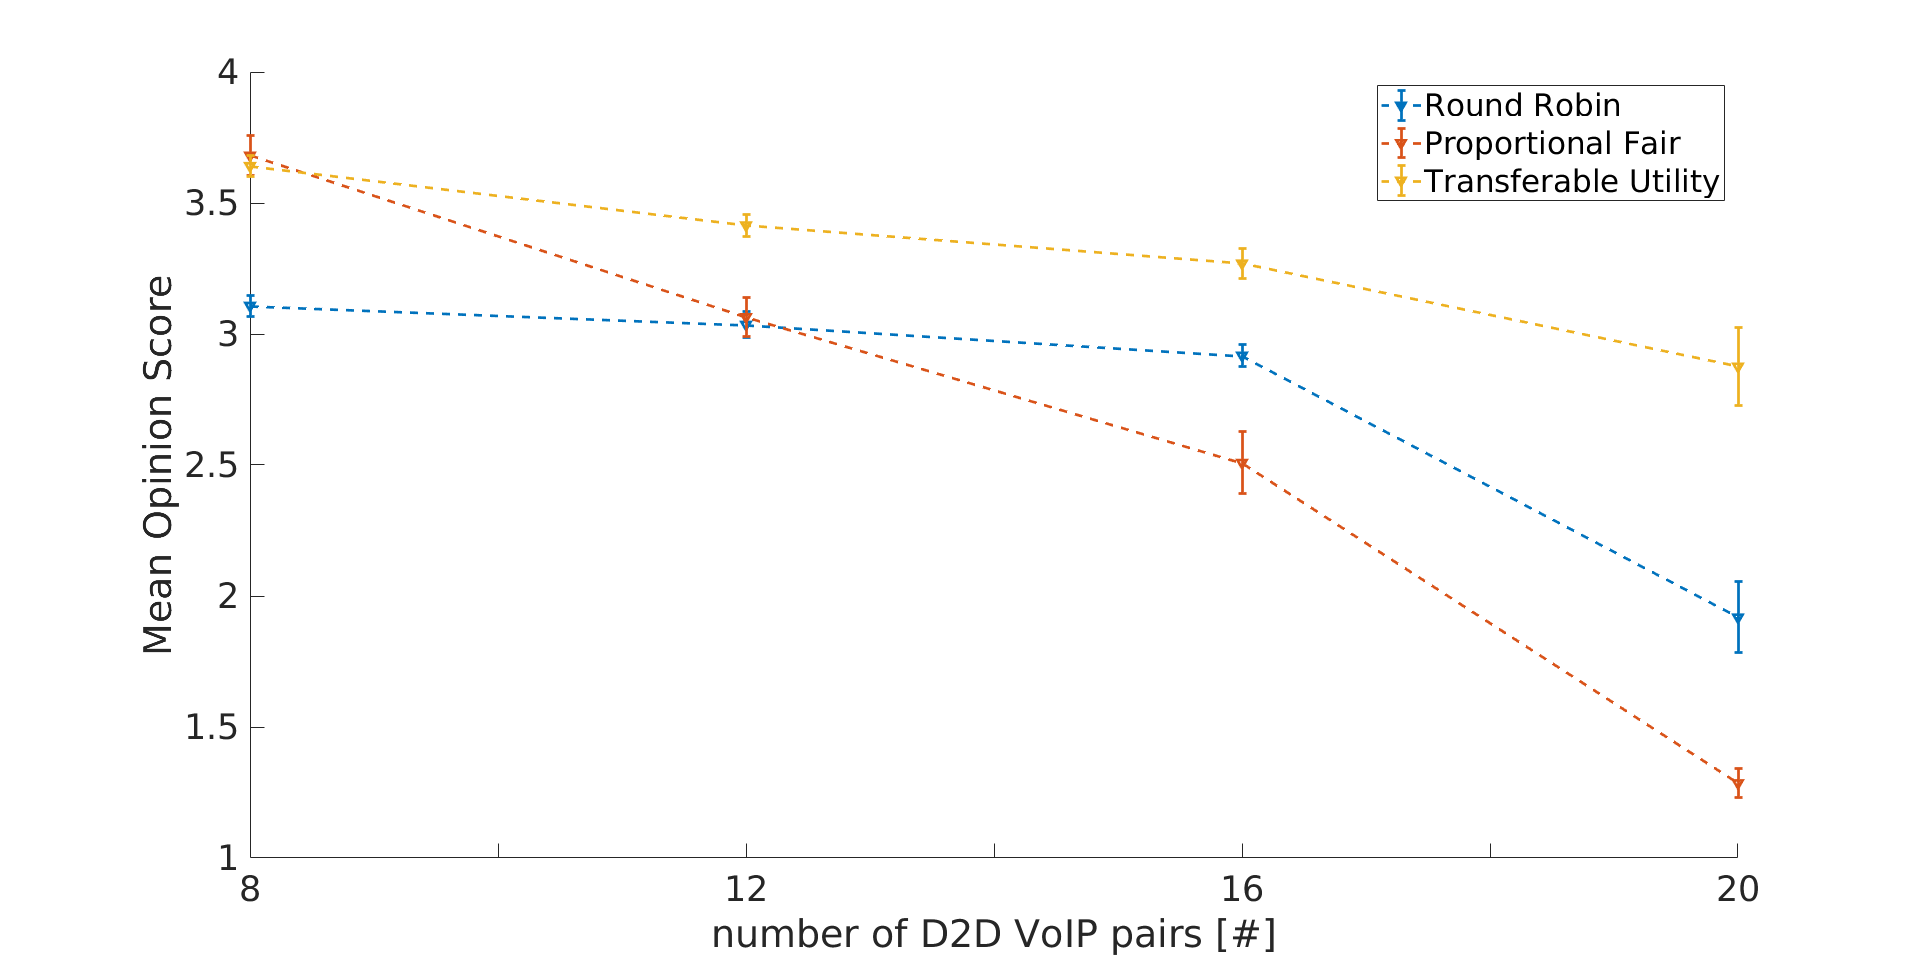 4
3.5
3
2.5
2
1.5
1
Mean Opinion Score
Round Robin
Proportional Fair
Transferable Utility
8 12 16 20
number of D2D VoIP pairs [#]